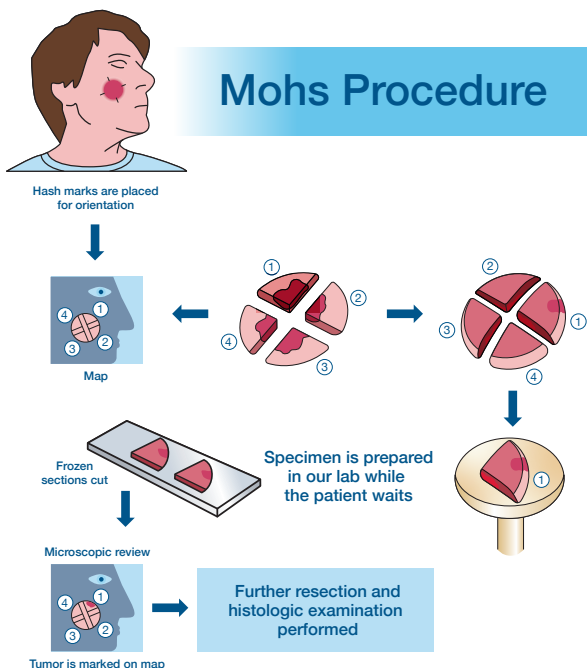 Mohs Procedure
Hash marks are placed
for orientation
①
②
③
④
Map
④
①
③
②
②
①
③
④
Frozen
sections cut
Specimen is prepared
in our lab while
the patient waits
①
Microscopic review
④
①
③
②
Tumor is marked on map
Further resection and
histologic examination
performed